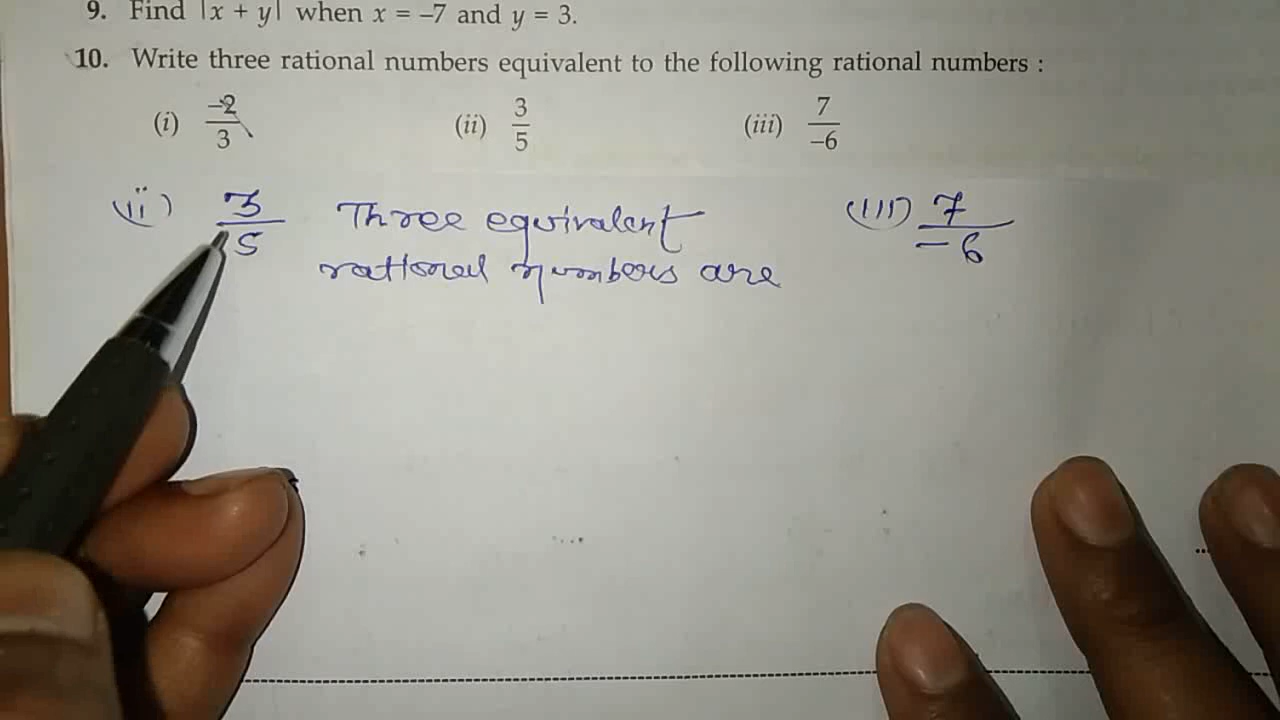 9. Find |x + y| when x = –7 and y = 3.
10. Write three rational numbers equivalent to the following rational numbers :
(i) –2/3 (ii) 3/5 (iii) 7/–6
(ii) 3/5 Three equivalent (iii) 7/–6
rational numbers are